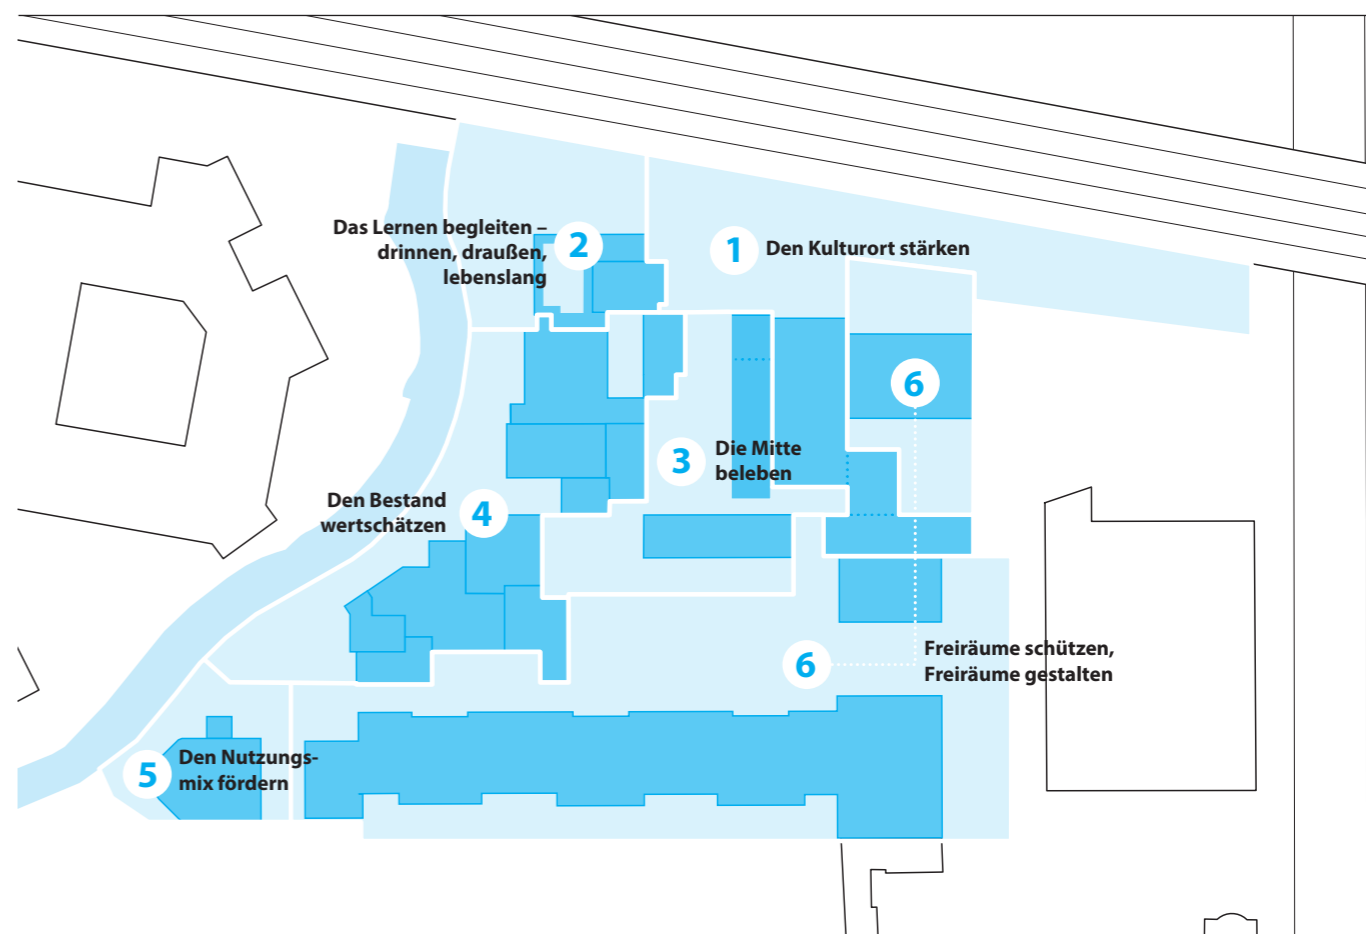 Das Lernen begleiten –
drinnen, draußen,
lebenslang
2
1
Den Kulturort stärken
6
3
Die Mitte
beleben
Den Bestand
wertschätzen
4
6
Freiräume schützen,
Freiräume gestalten
5
Den Nutzungs-
mix fördern